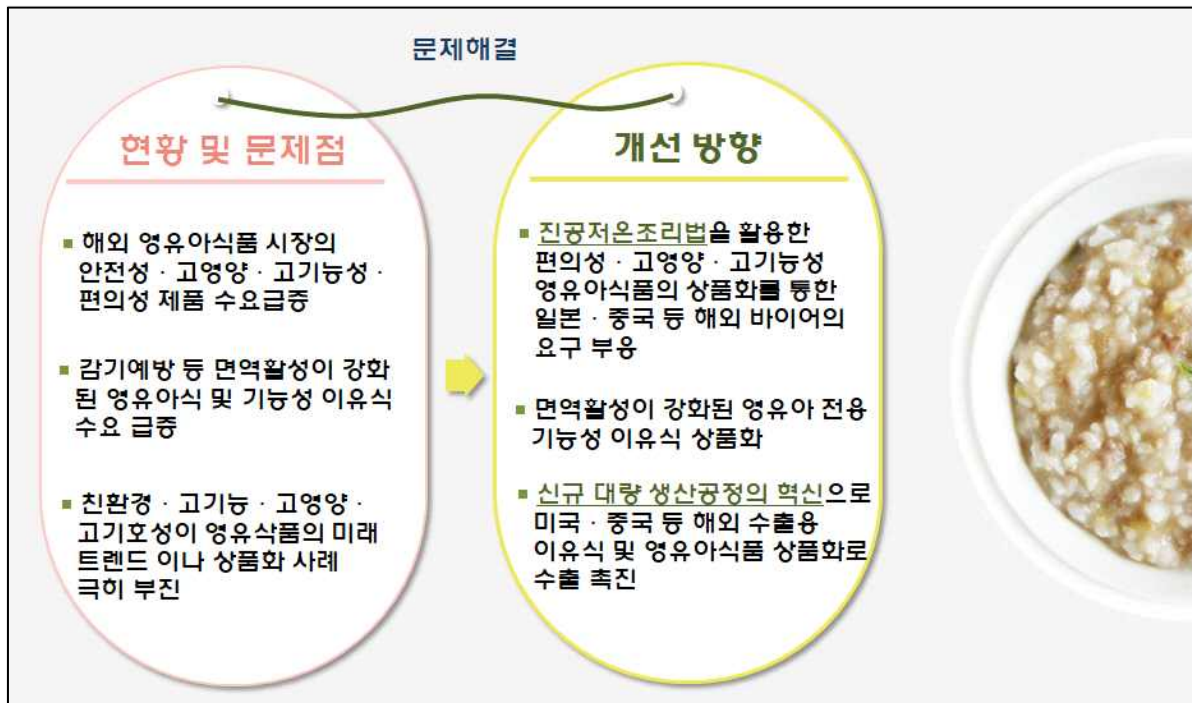 문제해결
현황 및 문제점
▪ 해외 영유아식품 시장의
안전성 · 고영양 · 고기능성 ·
편의성 제품 수요급증
▪ 감기예방 등 면역활성이 강화
된 영유아식 및 기능성 이유식
수요 급증
▪ 친환경 · 고기능 · 고영양 ·
고기호성이 영유삭품의 미래
트렌드 이나 상품화 사례
극히 부진
개선 방향
▪ 진공저온조리법을 활용한
편의성 · 고영양 · 고기능성
영유아식품의 상품화를 통한
일본 · 중국 등 해외 바이어의
요구 부응
▪ 면역활성이 강화된 영유아 전용
기능성 이유식 상품화
▪ 신규 대량 생산공정의 혁신으로
미국 · 중국 등 해외 수출용
이유식 및 영유아식품 상품화로
수출 촉진